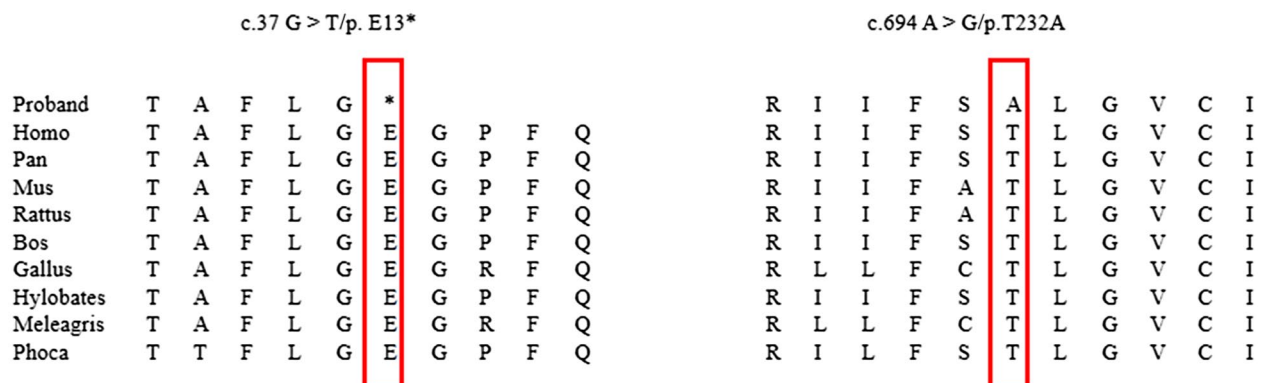 c.37 G > T/p. E13* c.694 A > G/p.T232A
Proband T A F L G * R I I F S A L G V C I
Homo T A F L G E G P F Q R I I F S T L G V C I
Pan T A F L G E G P F Q R I I F S T L G V C I
Mus T A F L G E G P F Q R I I F A T L G V C I
Rattus T A F L G E G P F Q R I I F A T L G V C I
Bos T A F L G E G P F Q R I I F S T L G V C I
Gallus T A F L G E G R F Q R L L F C T L G V C I
Hylobates T A F L G E G P F Q R I I F S T L G V C I
Meleagris T A F L G E G R F Q R L L F C T L G V C I
Phoca T T F L G E G P F Q R I L F S T L G V C I